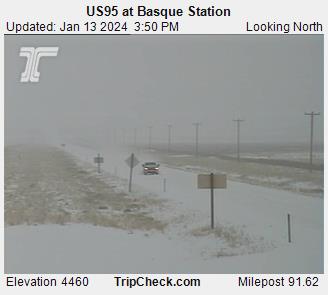 US95 at Basque Station
Updated: Jan 13 2024 3:50 PM Looking North
Elevation 4460 TripCheck.com Milepost 91.62